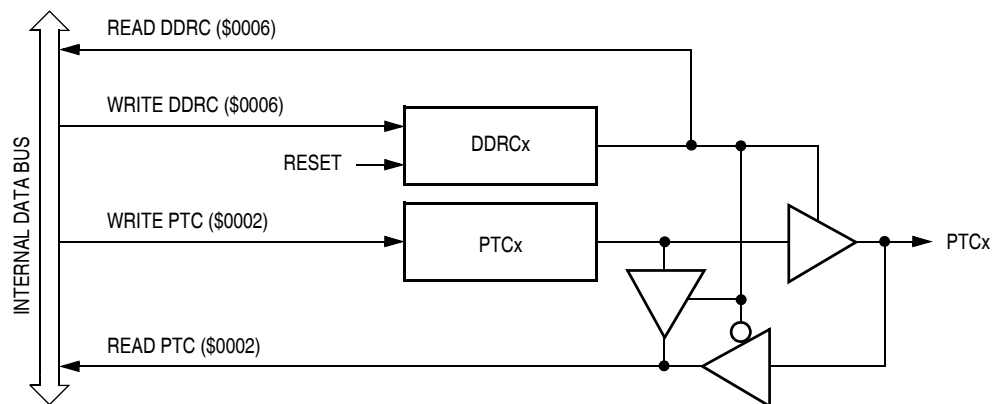 READ DDRC ($0006)
WRITE DDRC ($0006)
DDRCx
RESET
INTERNAL DATA BUS
WRITE PTC ($0002)
PTCx
PTCx
READ PTC ($0002)